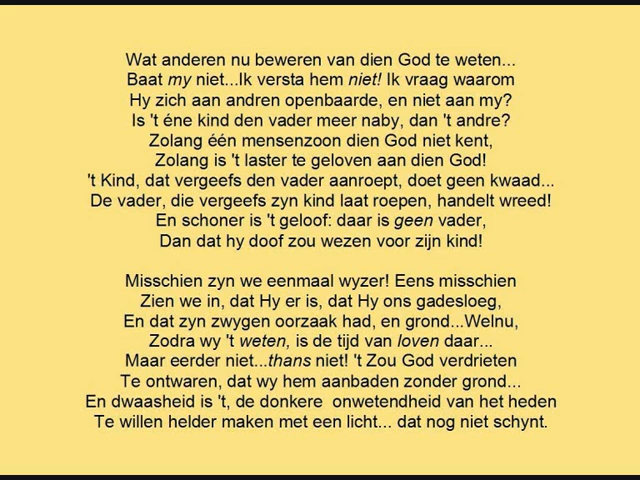 Wat anderen nu beweren van dien God te weten...
Baat my niet...Ik versta hem niet! Ik vraag waarom
Hy zich aan andren openbaarde, en niet aan my?
Is 't éne kind den vader meer naby, dan 't andre?
Zolang één mensenzoon dien God niet kent,
Zolang is 't laster te geloven aan dien God!
't Kind, dat vergeefs den vader aanroept, doet geen kwaad...
De vader, die vergeefs zyn kind laat roepen, handelt wreed!
En schoner is 't geloof: daar is geen vader,
Dan dat hy doof zou wezen voor zijn kind!
Misschien zyn we eenmaal wyzer! Eens misschien
Zien we in, dat Hy er is, dat Hy ons gadesloeg,
En dat zyn zwygen oorzaak had, en grond...Welnu,
Zodra wy 't weten, is de tijd van loven daar...
Maar eerder niet...thans niet! 't Zou God verdrieten
Te ontwaren, dat wy hem aanbaden zonder grond...
En dwaasheid is 't, de donkere onwetendheid van het heden
Te willen helder maken met een licht... dat nog niet schynt.